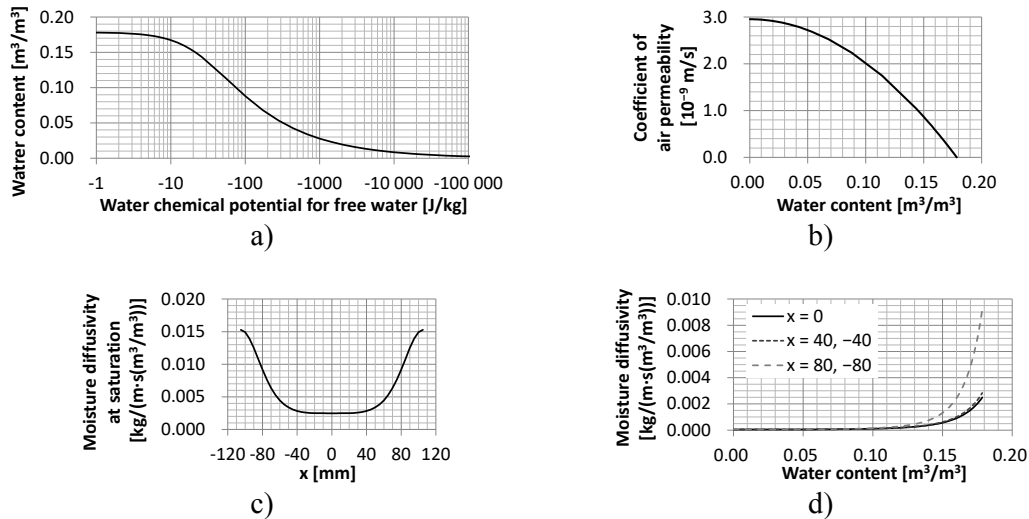 Watrer content [m³/m³]
0.20
0.15
0.10
0.05
0.00
-1
-10
-100
-1000
-10 000
-100 000
Water chemical potential for free water [J/kg]
a)
Coefficient of
air permeability
[10⁻⁹ m/s]
3.0
2.0
1.0
0.0
0.00
0.05
0.10
0.15
0.20
Water content [m³/m³]
b)
Moisture diffusivity
at saturation
[kg/(m·s(m³/m³))]
0.020
0.015
0.010
0.005
0.000
-120
-80
-40
0
40
80
120
x [mm]
c)
Moisture diffusivity
[kg/(m·s(m³/m³))]
0.010
0.008
0.006
0.004
0.002
0.000
x = 0
x = 40, −40
x = 80, −80
0.00
0.05
0.10
0.15
0.20
Water content [m³/m³]
d)